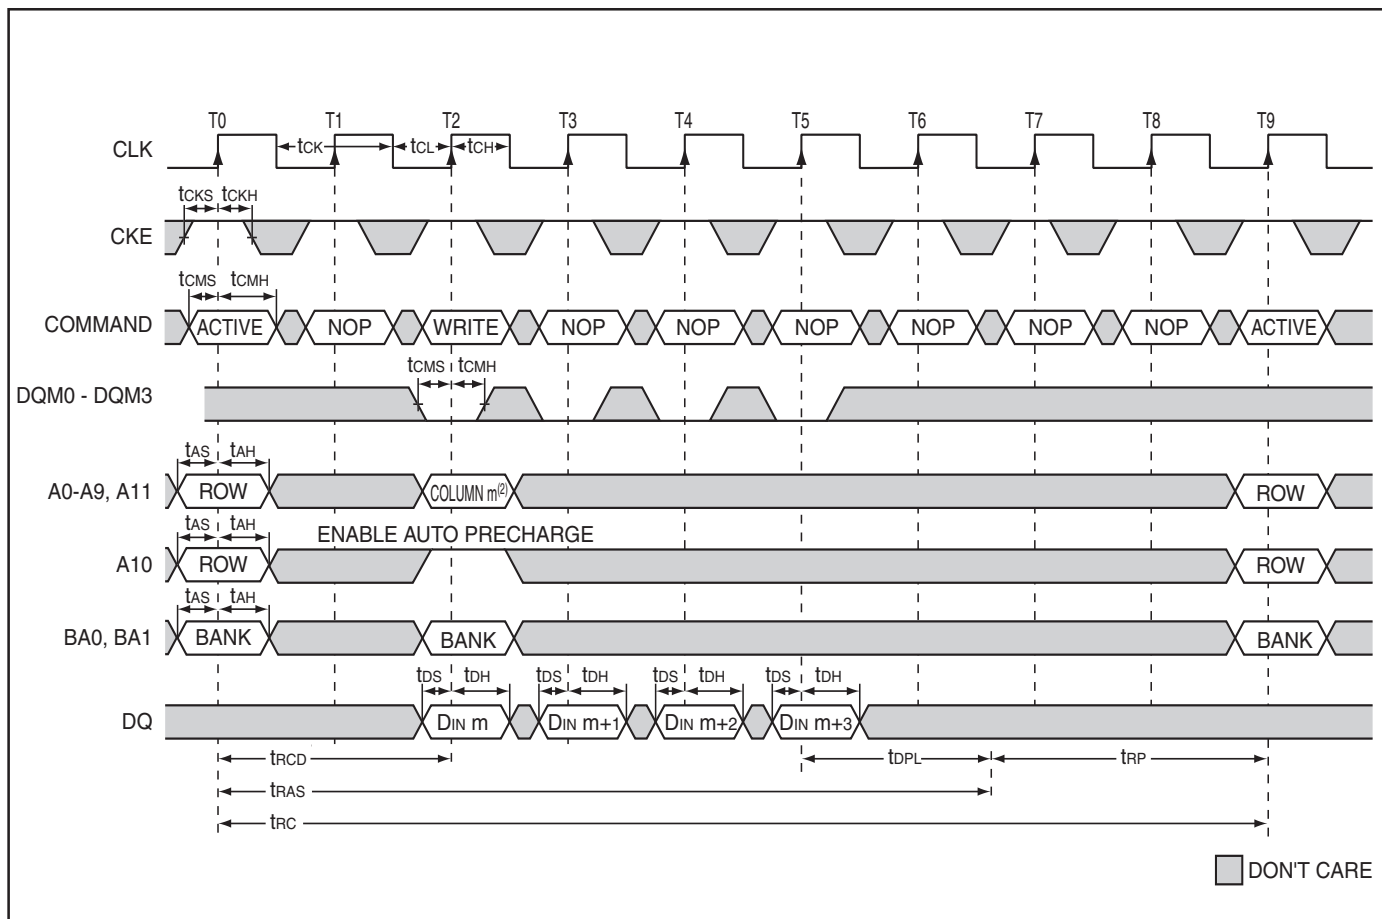 T0 T1 T2 T3 T4 T5 T6 T7 T8 T9
CLK tCK tCL tCH
tCKS tCKH
CKE
tCMS tCMH
COMMAND ACTIVE NOP WRITE NOP NOP NOP NOP NOP NOP ACTIVE
tCMS tCMH
DQM0 - DQM3
tAS tAH
A0-A9, A11 ROW COLUMN m(2) ROW
tAS tAH ENABLE AUTO PRECHARGE
A10 ROW ROW
tAS tAH
BA0, BA1 BANK BANK BANK
tDS tDH tDS tDH tDS tDH tDS tDH
DQ DIN m DIN m+1 DIN m+2 DIN m+3
tRCD tDPL tRP
tRAS
tRC
DON'T CARE